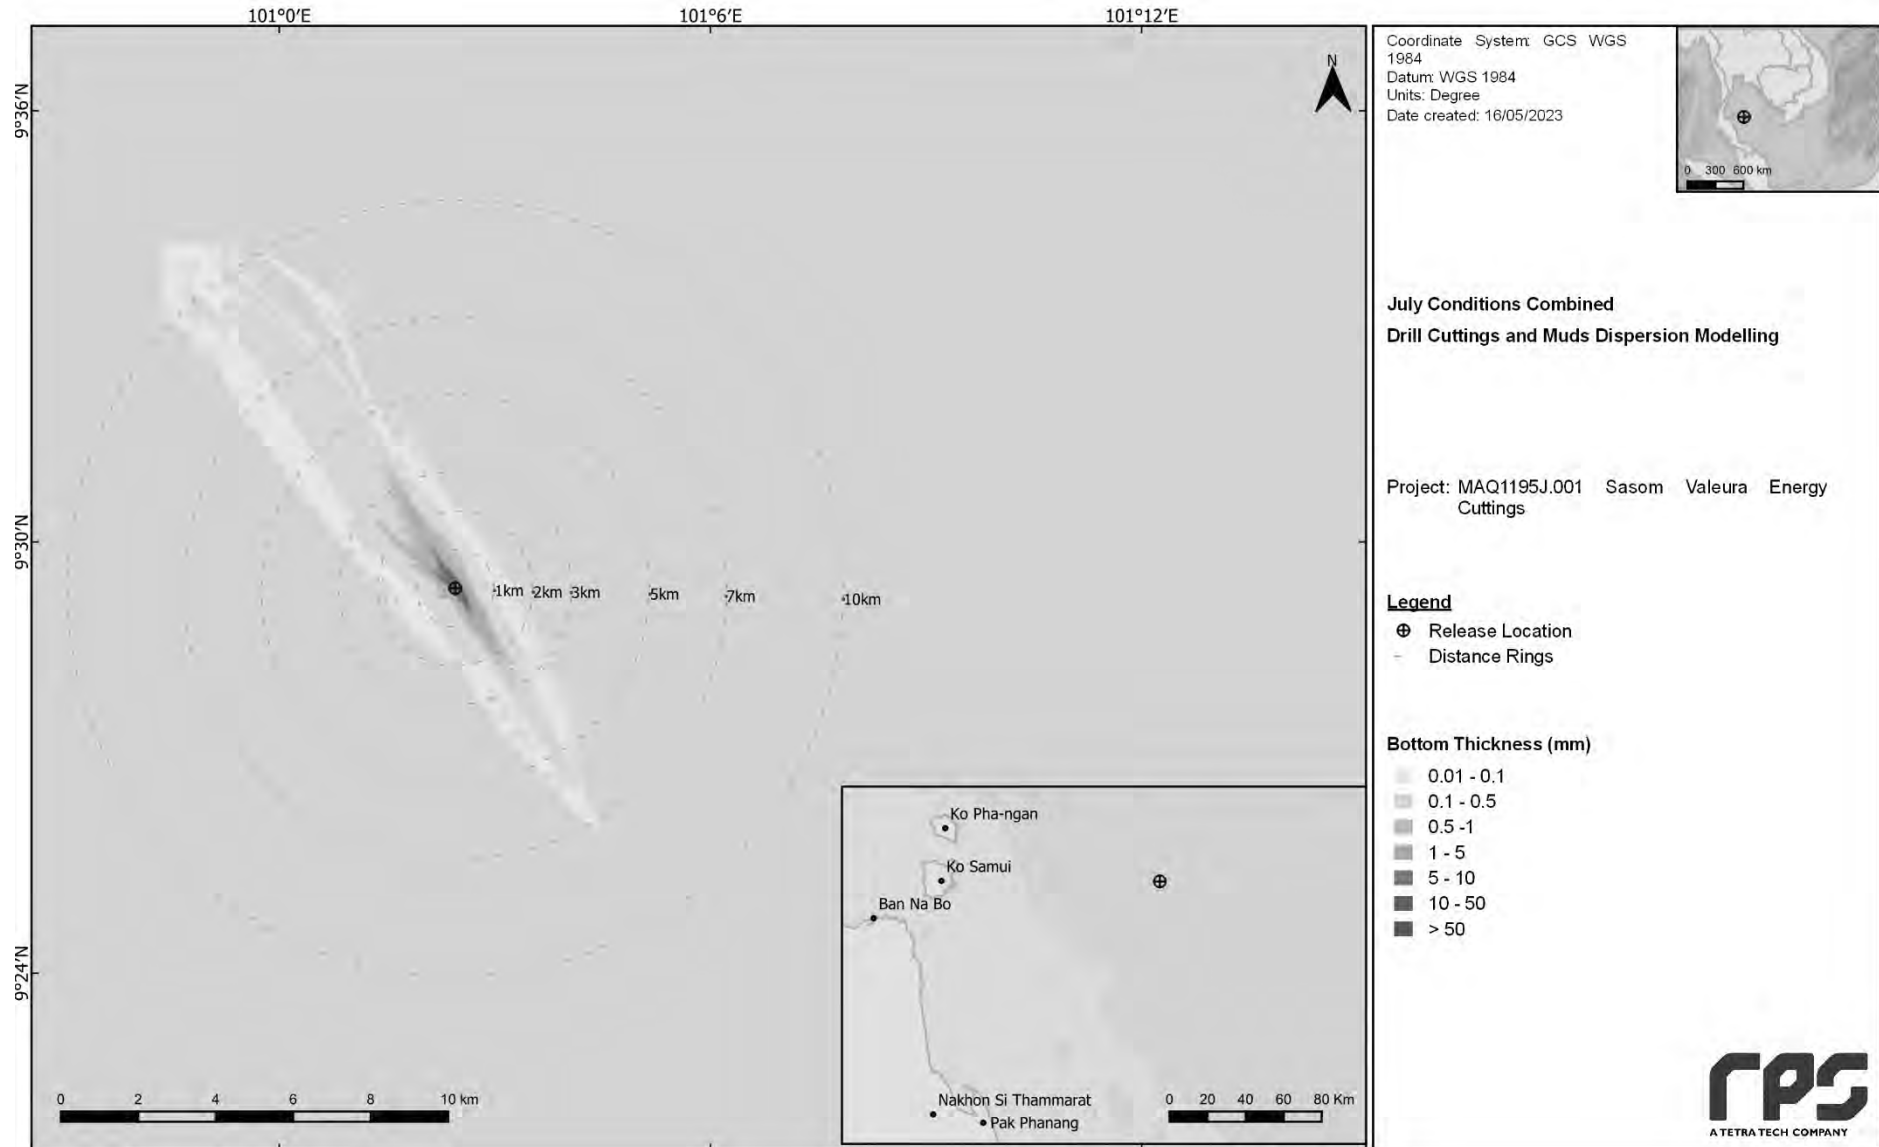 101°0'E
101°6'E
101°12'E
9°36'N
9°30'N
9°24'N
N
1km
2km
3km
5km
7km
10km
0 2 4 6 8 10 km
Ko Pha-ngan
Ko Samui
Ban Na Bo
Nakhon Si Thammarat
Pak Phanang
0 20 40 60 80 Km
Coordinate System: GCS WGS
1984
Datum: WGS 1984
Units: Degree
Date created: 16/05/2023
0 300 600 km
July Conditions Combined
Drill Cuttings and Muds Dispersion Modelling
Project: MAQ1195J.001 Sasom Valeura Energy
Cuttings
Legend
Release Location
Distance Rings
Bottom Thickness (mm)
0.01 - 0.1
0.1 - 0.5
0.5 -1
1 - 5
5 - 10
10 - 50
> 50
rps
A TETRA TECH COMPANY